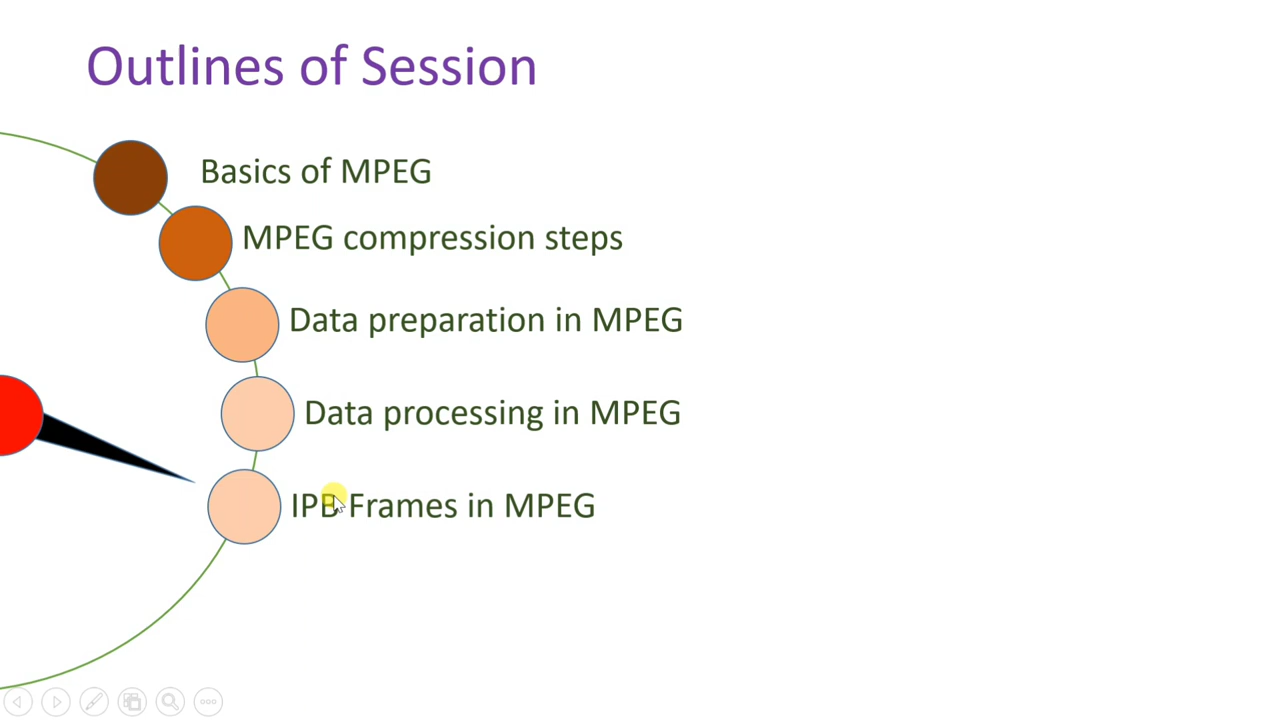 Outlines of Session
Basics of MPEG
MPEG compression steps
Data preparation in MPEG
Data processing in MPEG
IPB Frames in MPEG